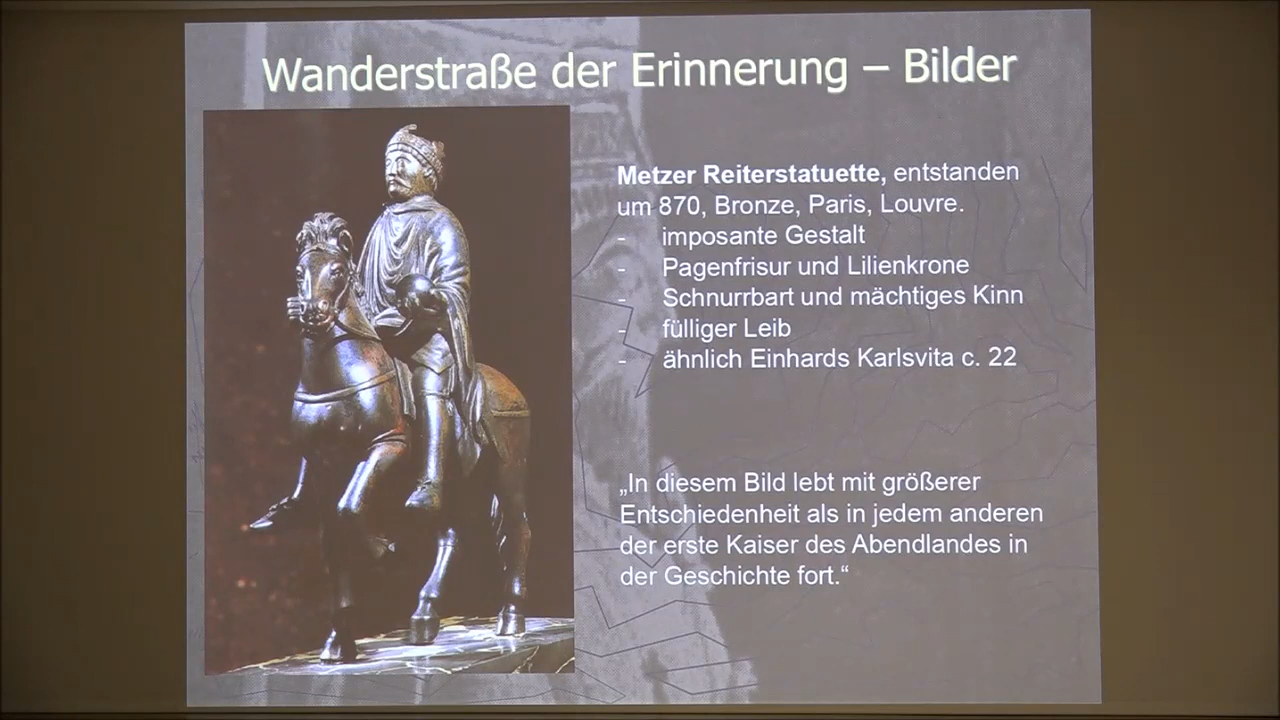 Wanderstraße der Erinnerung – Bilder
Metzer Reiterstatuette, entstanden
um 870, Bronze, Paris, Louvre.
- imposante Gestalt
- Pagenfrisur und Lilienkrone
- Schnurrbart und mächtiges Kinn
- fülliger Leib
- ähnlich Einhards Karlsvita c. 22
„In diesem Bild lebt mit größerer
Entschiedenheit als in jedem anderen
der erste Kaiser des Abendlandes in
der Geschichte fort.“